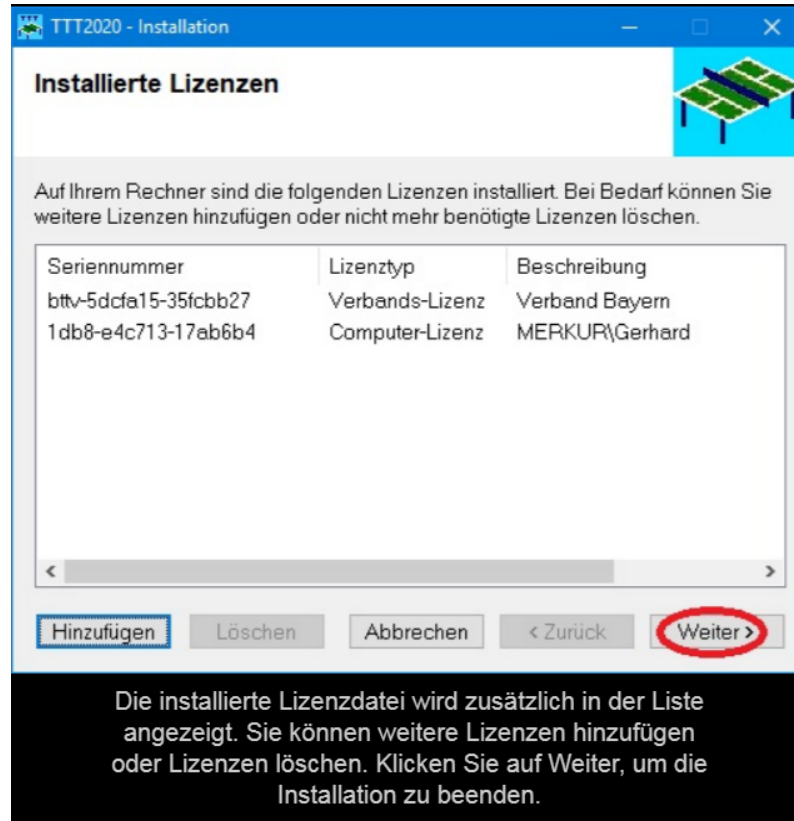 TTT2020 - Installation
Installierte Lizenzen
Auf Ihrem Rechner sind die folgenden Lizenzen installiert. Bei Bedarf können Sie
weitere Lizenzen hinzufügen oder nicht mehr benötigte Lizenzen löschen.
Seriennummer Lizenztyp Beschreibung
bttv-5dcfa15-35fcbb27 Verbands-Lizenz Verband Bayern
1db8-e4c713-17ab6b4 Computer-Lizenz MERKUR\Gerhard
Hinzufügen Löschen Abbrechen < Zurück Weiter >
Die installierte Lizenzdatei wird zusätzlich in der Liste
angezeigt. Sie können weitere Lizenzen hinzufügen
oder Lizenzen löschen. Klicken Sie auf Weiter, um die
Installation zu beenden.